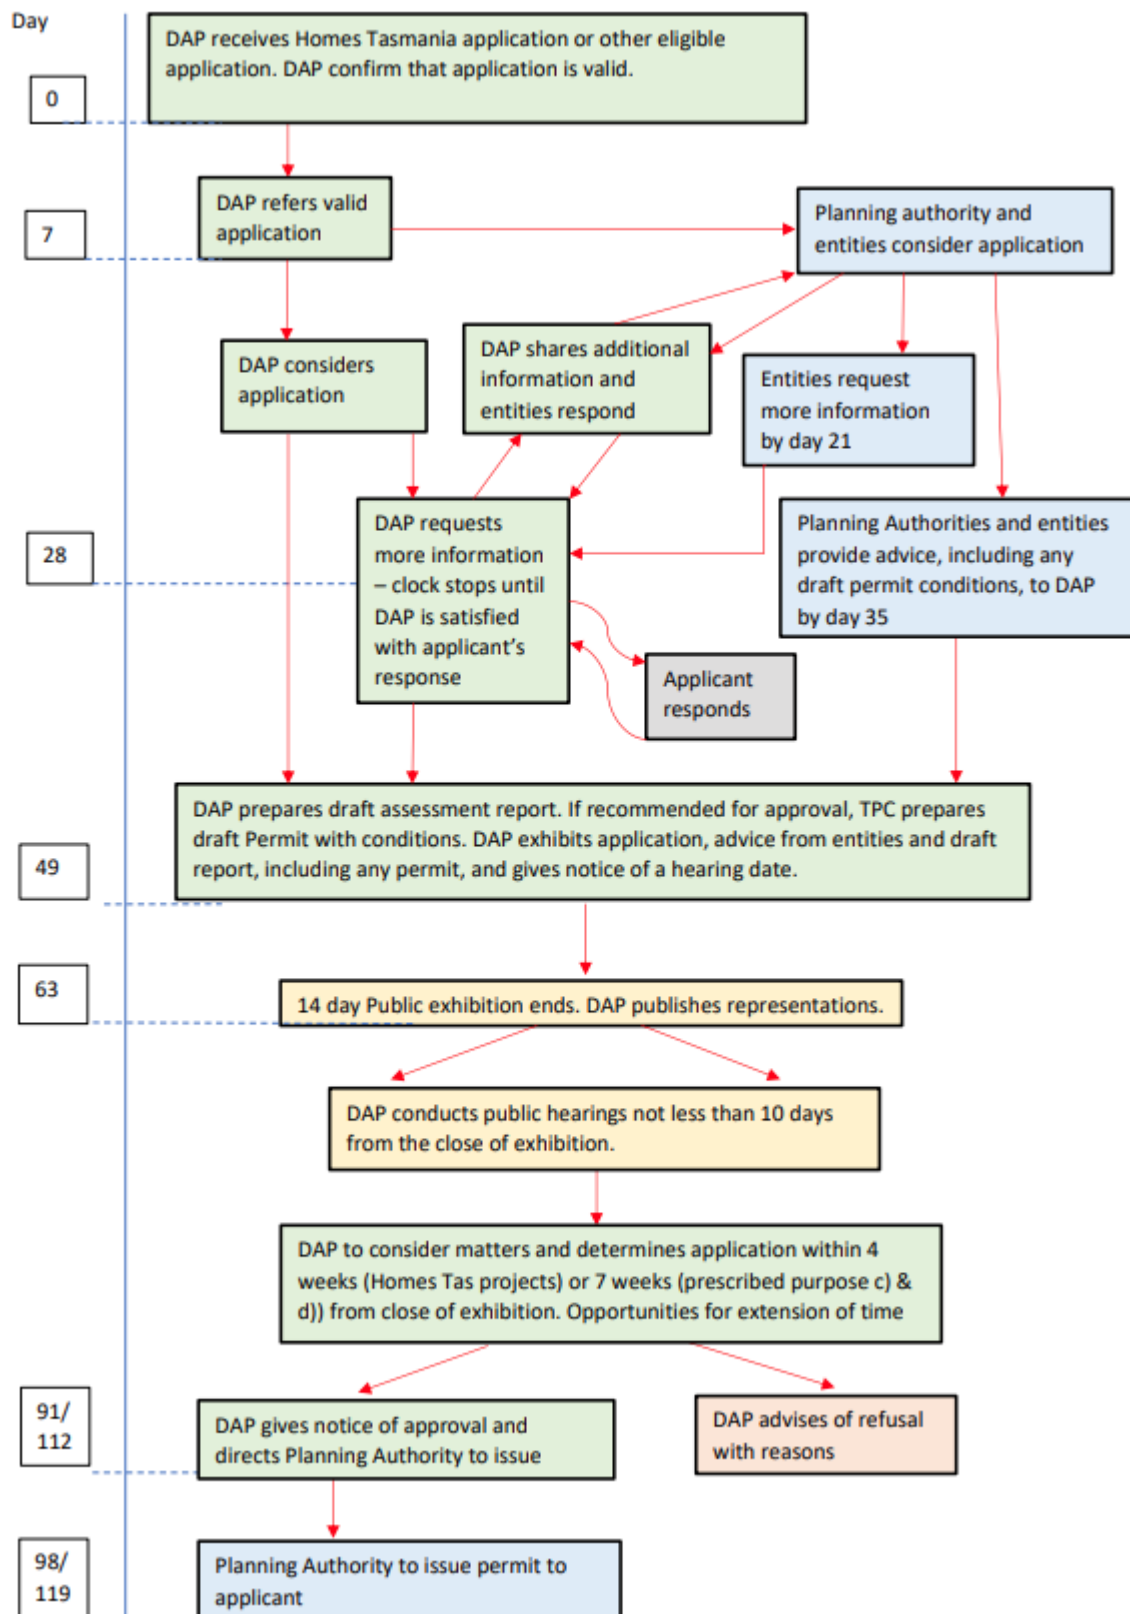 Day
DAP receives Homes Tasmania application or other eligible
application. DAP confirm that application is valid.
0
DAP refers valid
application
7
Planning authority and
entities consider application
DAP considers
application
DAP shares additional
information and
entities respond
Entities request
more information
by day 21
DAP requests
more information
– clock stops until
DAP is satisfied
with applicant's
response
28
Planning Authorities and entities
provide advice, including any
draft permit conditions, to DAP
by day 35
Applicant
responds
DAP prepares draft assessment report. If recommended for approval, TPC prepares
draft Permit with conditions. DAP exhibits application, advice from entities and draft
report, including any permit, and gives notice of a hearing date.
49
63
14 day Public exhibition ends. DAP publishes representations.
DAP conducts public hearings not less than 10 days
from the close of exhibition.
DAP to consider matters and determines application within 4
weeks (Homes Tas projects) or 7 weeks (prescribed purpose c) &
d)) from close of exhibition. Opportunities for extension of time
91/
112
DAP gives notice of approval and
directs Planning Authority to issue
DAP advises of refusal
with reasons
98/
119
Planning Authority to issue permit to
applicant